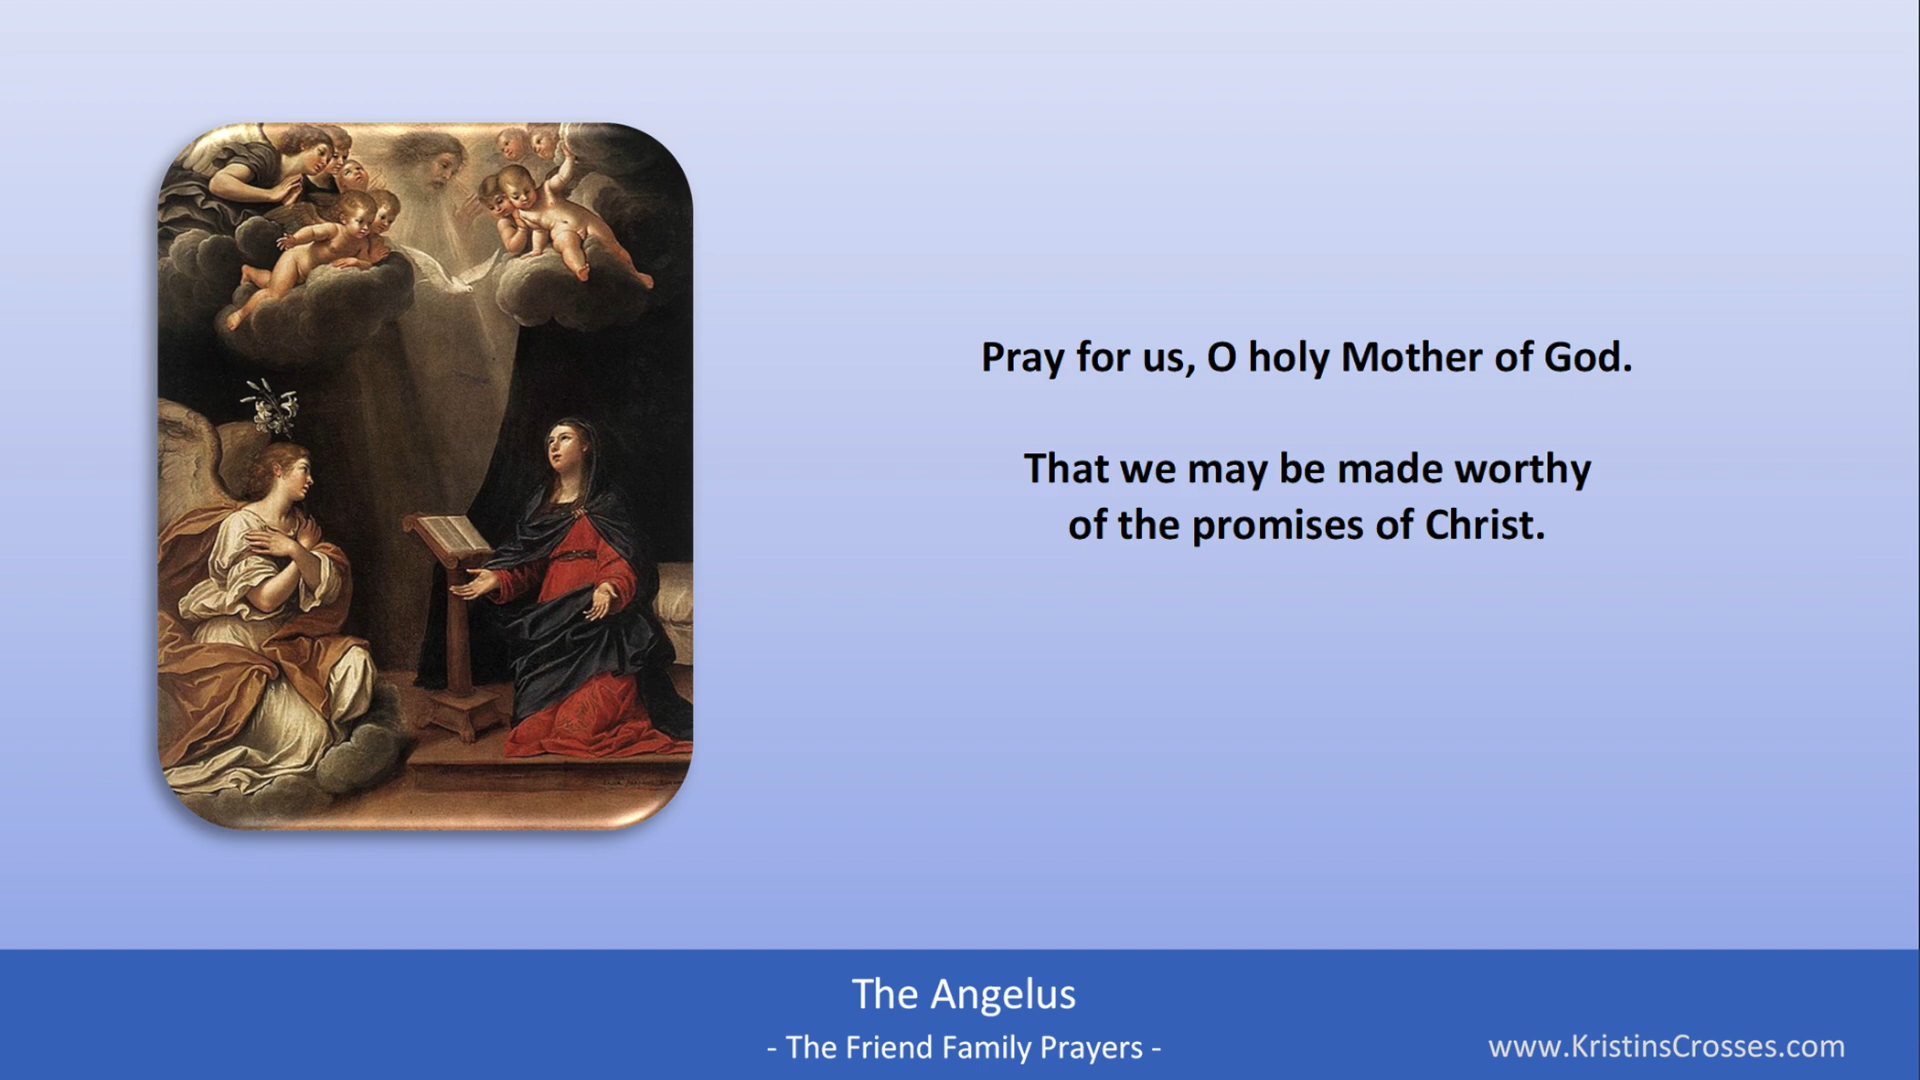 Pray for us, O holy Mother of God.
That we may be made worthy
of the promises of Christ.
The Angelus
- The Friend Family Prayers -
www.KristinsCrosses.com